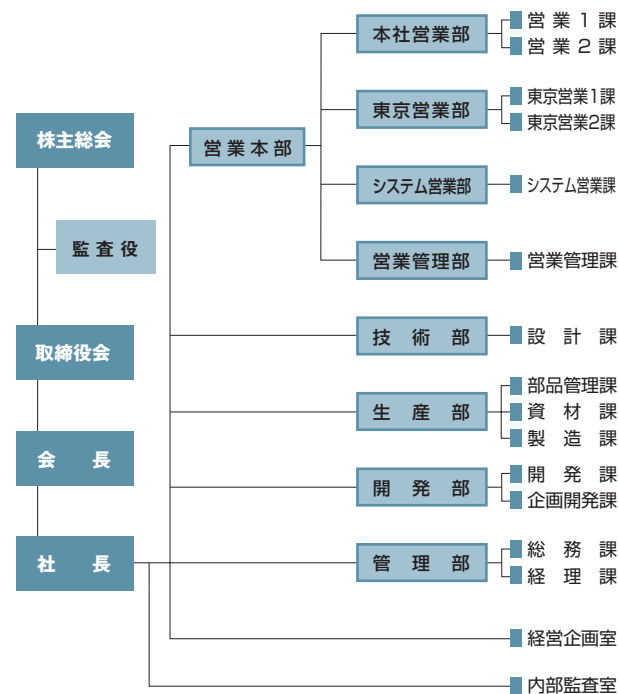 株主総会
監査役
取締役会
会長
社長
営業本部
本社営業部
営業1課
営業2課
東京営業部
東京営業1課
東京営業2課
システム営業部
システム営業課
営業管理部
営業管理課
技術部
設計課
生産部
部品管理課
資材課
製造課
開発部
開発課
企画開発課
管理部
総務課
経理課
経営企画室
内部監査室